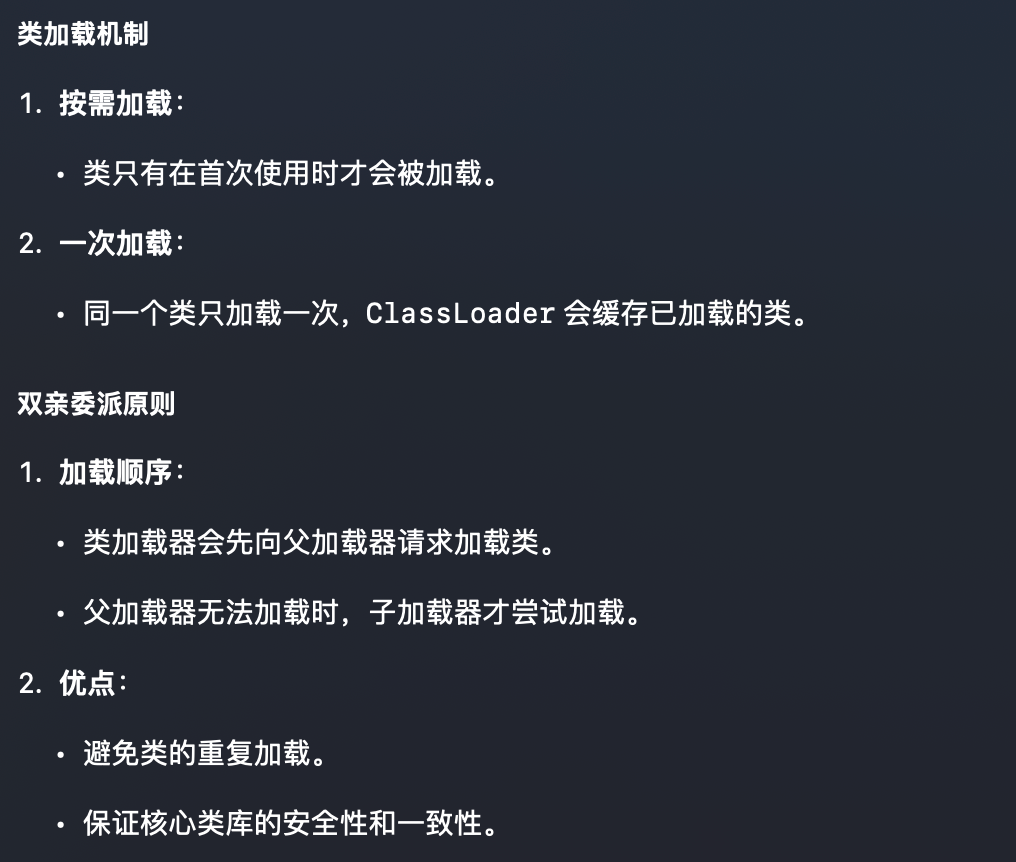 类加载机制
1. 按需加载：
• 类只有在首次使用时才会被加载。
2. 一次加载：
• 同一个类只加载一次，ClassLoader 会缓存已加载的类。
双亲委派原则
1. 加载顺序：
• 类加载器会先向父加载器请求加载类。
• 父加载器无法加载时，子加载器才尝试加载。
2. 优点：
• 避免类的重复加载。
• 保证核心类库的安全性和一致性。